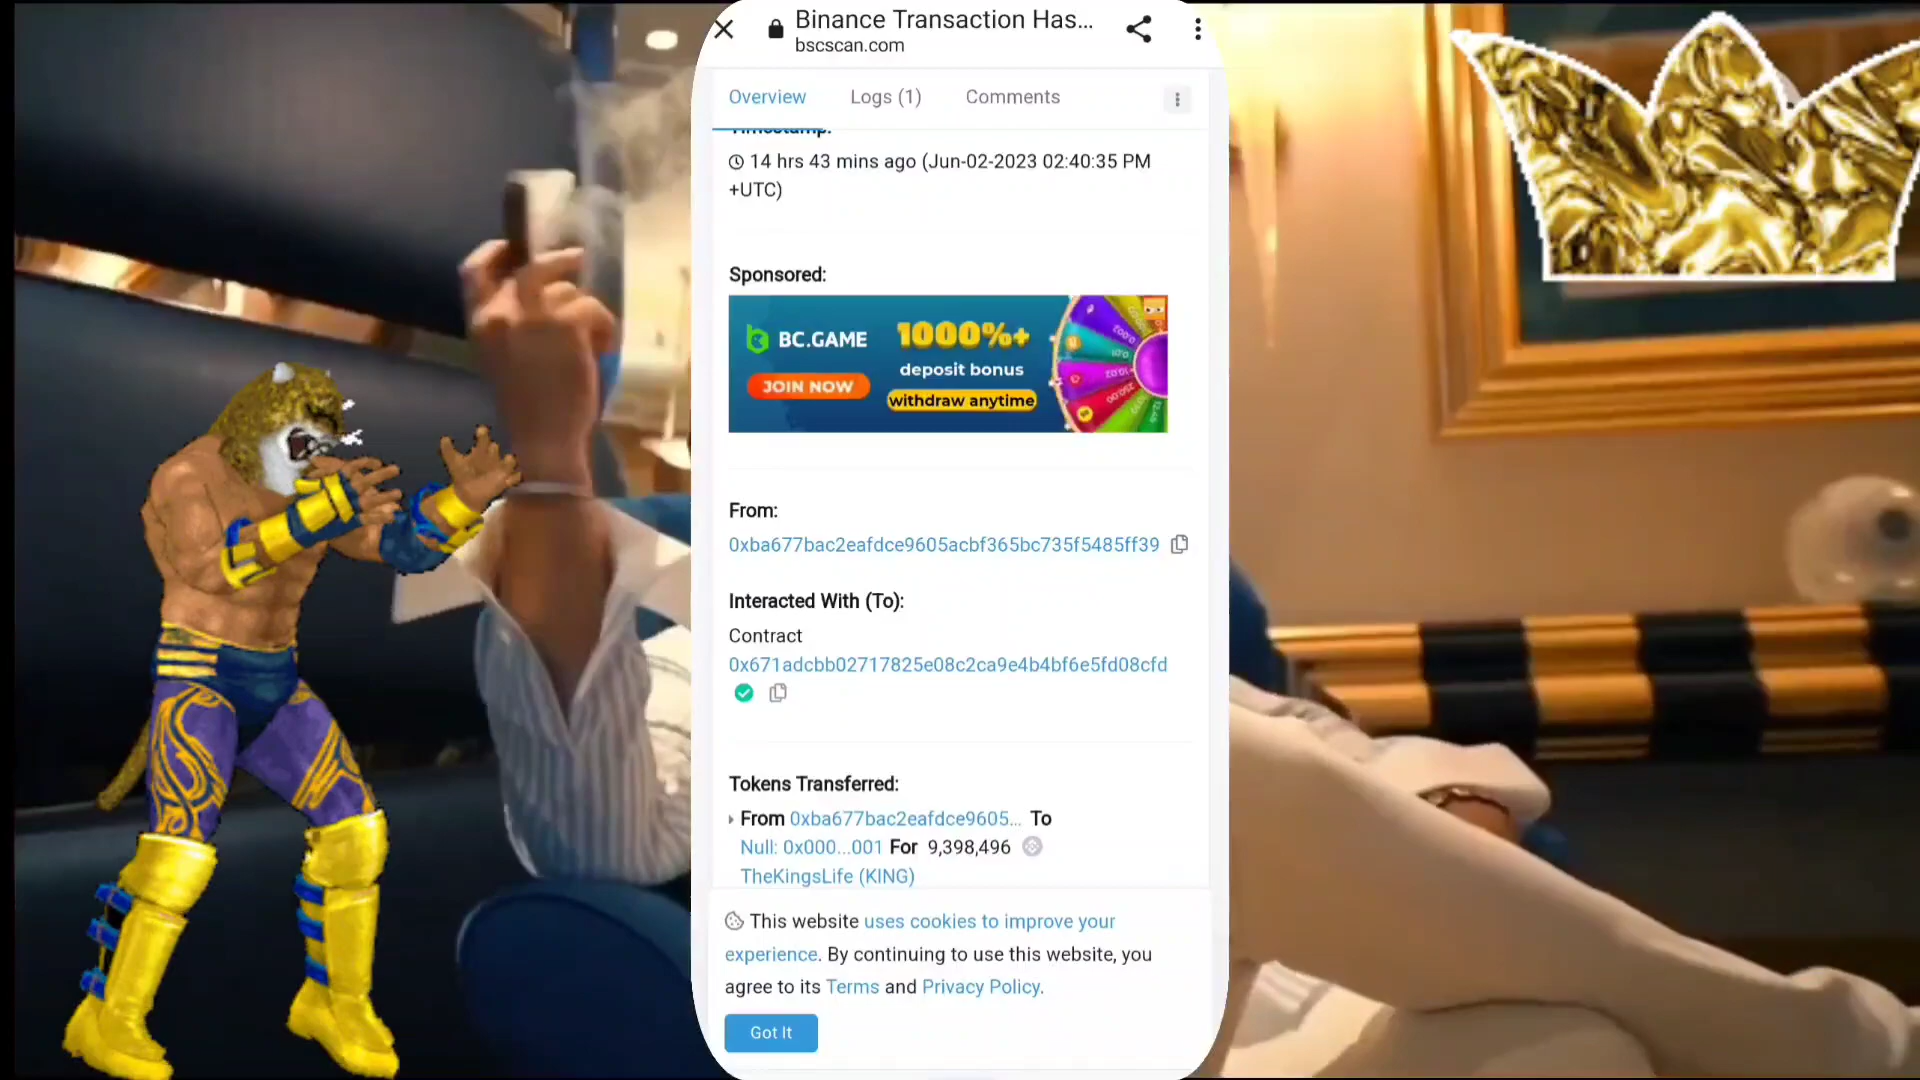 Binance Transaction Has...
bscscan.com
Overview
Logs (1)
Comments
Timestamp:
14 hrs 43 mins ago (Jun-02-2023 02:40:35 PM
+UTC)
Sponsored:
BC.GAME
JOIN NOW
1000%+
deposit bonus
withdraw anytime
From:
0xba677bac2eafdce9605acbf365bc735f5485ff39
Interacted With (To):
Contract
0x671adcbb02717825e08c2ca9e4b4bf6e5fd08cfd
Tokens Transferred:
From 0xba677bac2eafdce9605... To
Null: 0x000...001 For 9,398,496
TheKingsLife (KING)
This website uses cookies to improve your
experience. By continuing to use this website, you
agree to its Terms and Privacy Policy.
Got It